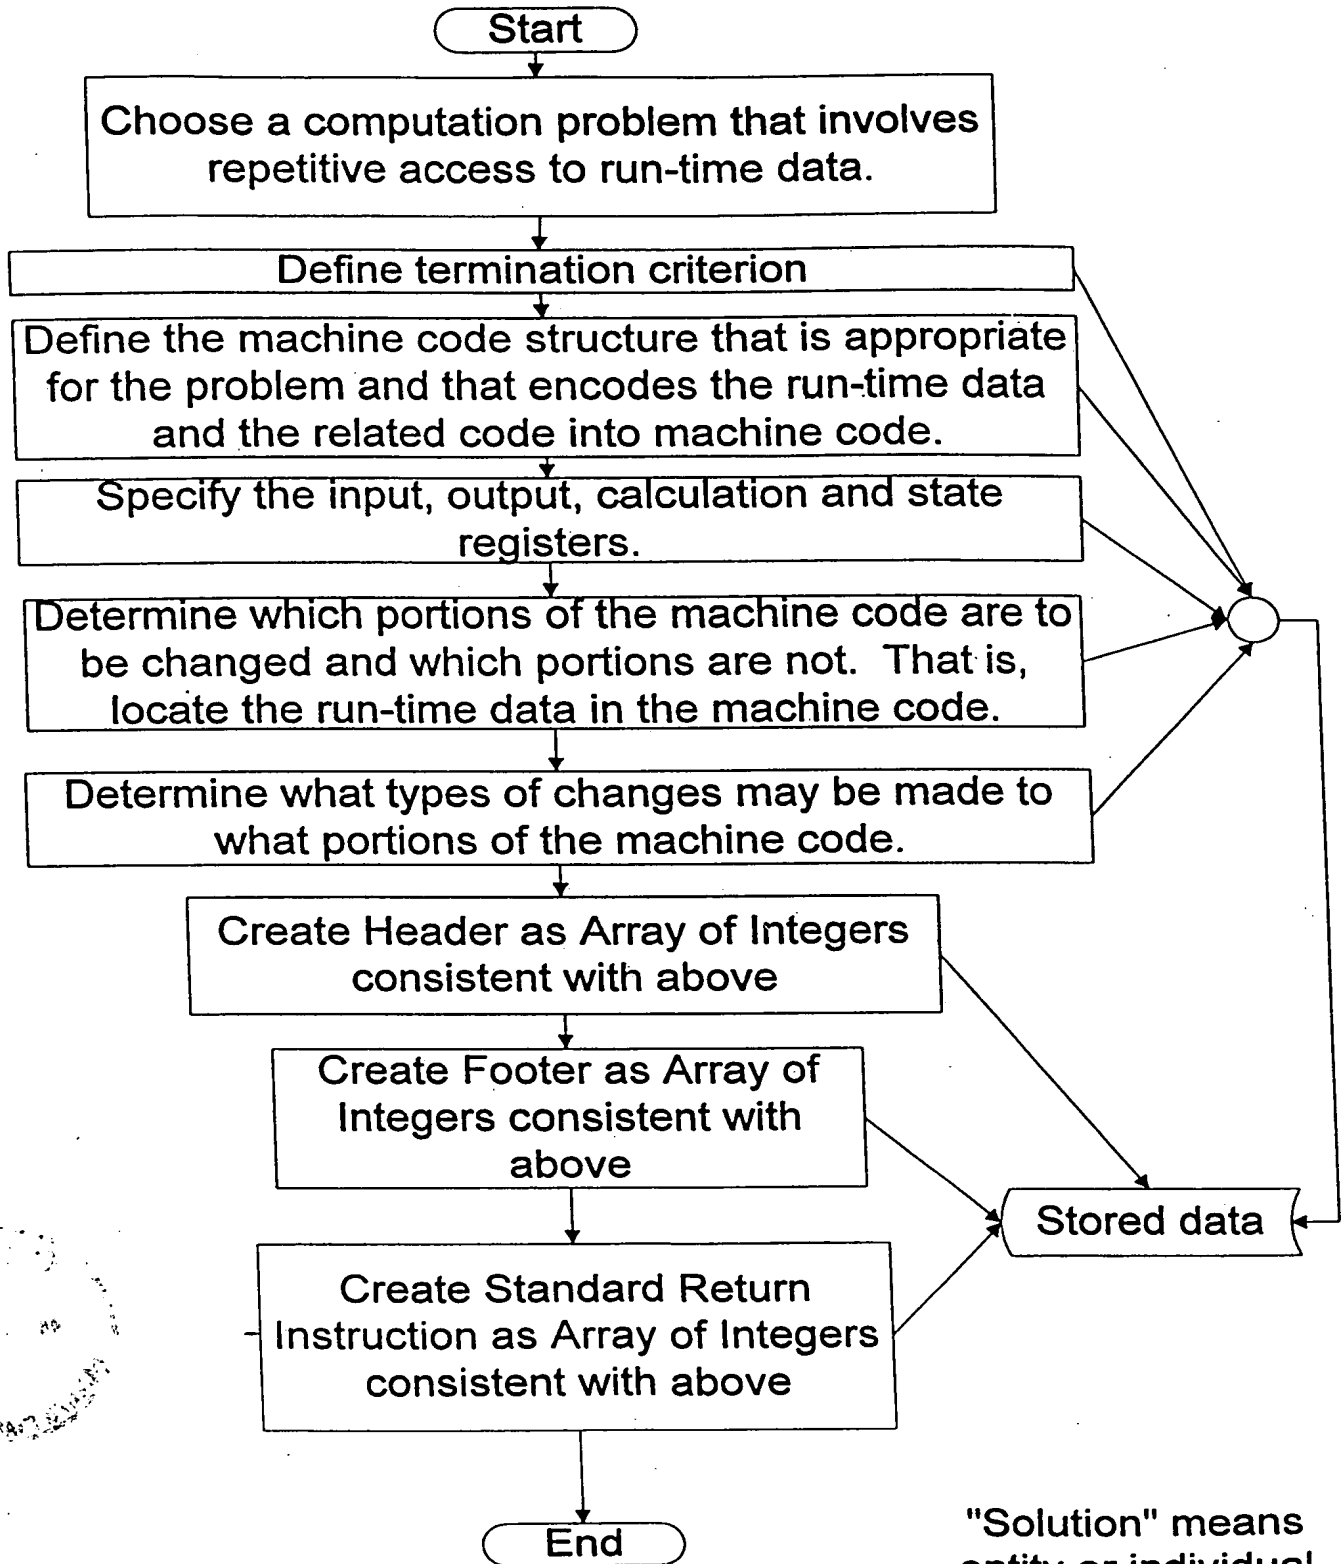 Start
Choose a computation problem that involves
repetitive access to run-time data.
Define termination criterion
Define the machine code structure that is appropriate
for the problem and that encodes the run-time data
and the related code into machine code.
Specify the input, output, calculation and state
registers.
Determine which portions of the machine code are to
be changed and which portions are not. That is,
locate the run-time data in the machine code.
Determine what types of changes may be made to
what portions of the machine code.
Create Header as Array of Integers
consistent with above
Create Footer as Array of
Integers consistent with
above
Stored data
Create Standard Return
Instruction as Array of Integers
consistent with above
End
"Solution" means
entity or individual